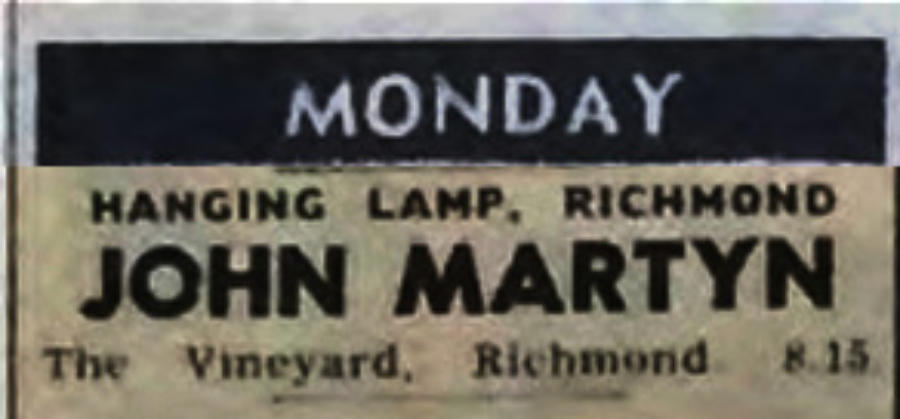 MONDAY
HANGING LAMP, RICHMOND
JOHN MARTYN
The Vineyard, Richmond 8.15